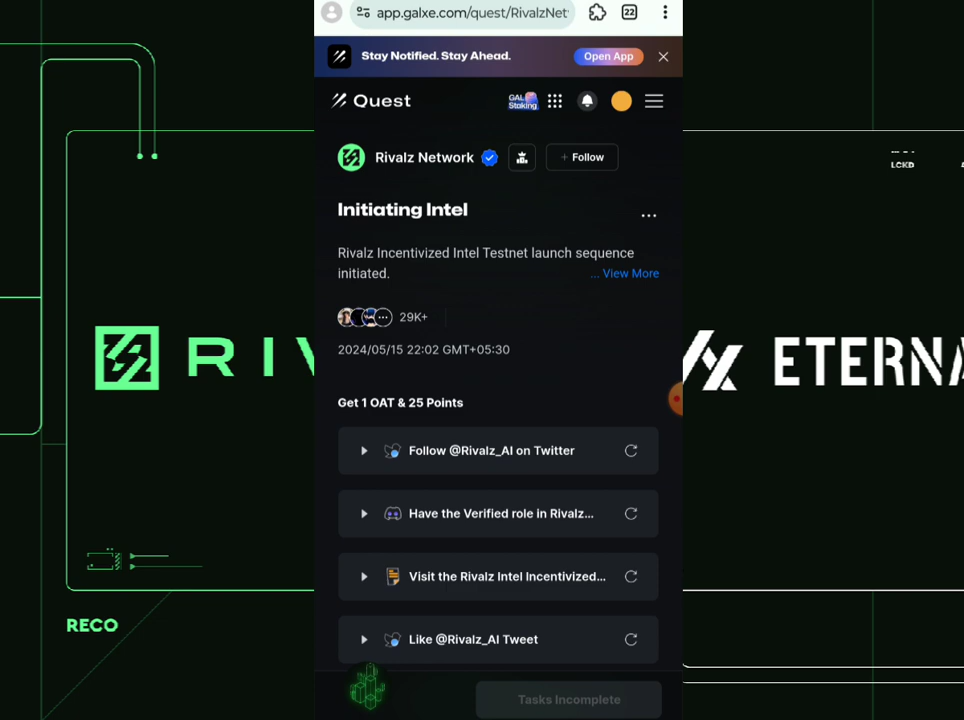 app.galxe.com/quest/RivalzNet
22
Stay Notified. Stay Ahead.
Open App
Quest
GAL
Staking
Rivalz Network
+ Follow
Initiating Intel
...
Rivalz Incentivized Intel Testnet launch sequence
initiated.
... View More
29K+
2024/05/15 22:02 GMT+05:30
Get 1 OAT & 25 Points
Follow @Rivalz_AI on Twitter
Have the Verified role in Rivalz...
Visit the Rivalz Intel Incentivized...
Like @Rivalz_AI Tweet
Tasks Incomplete
RIV
ETERNA
LCKD
RECO